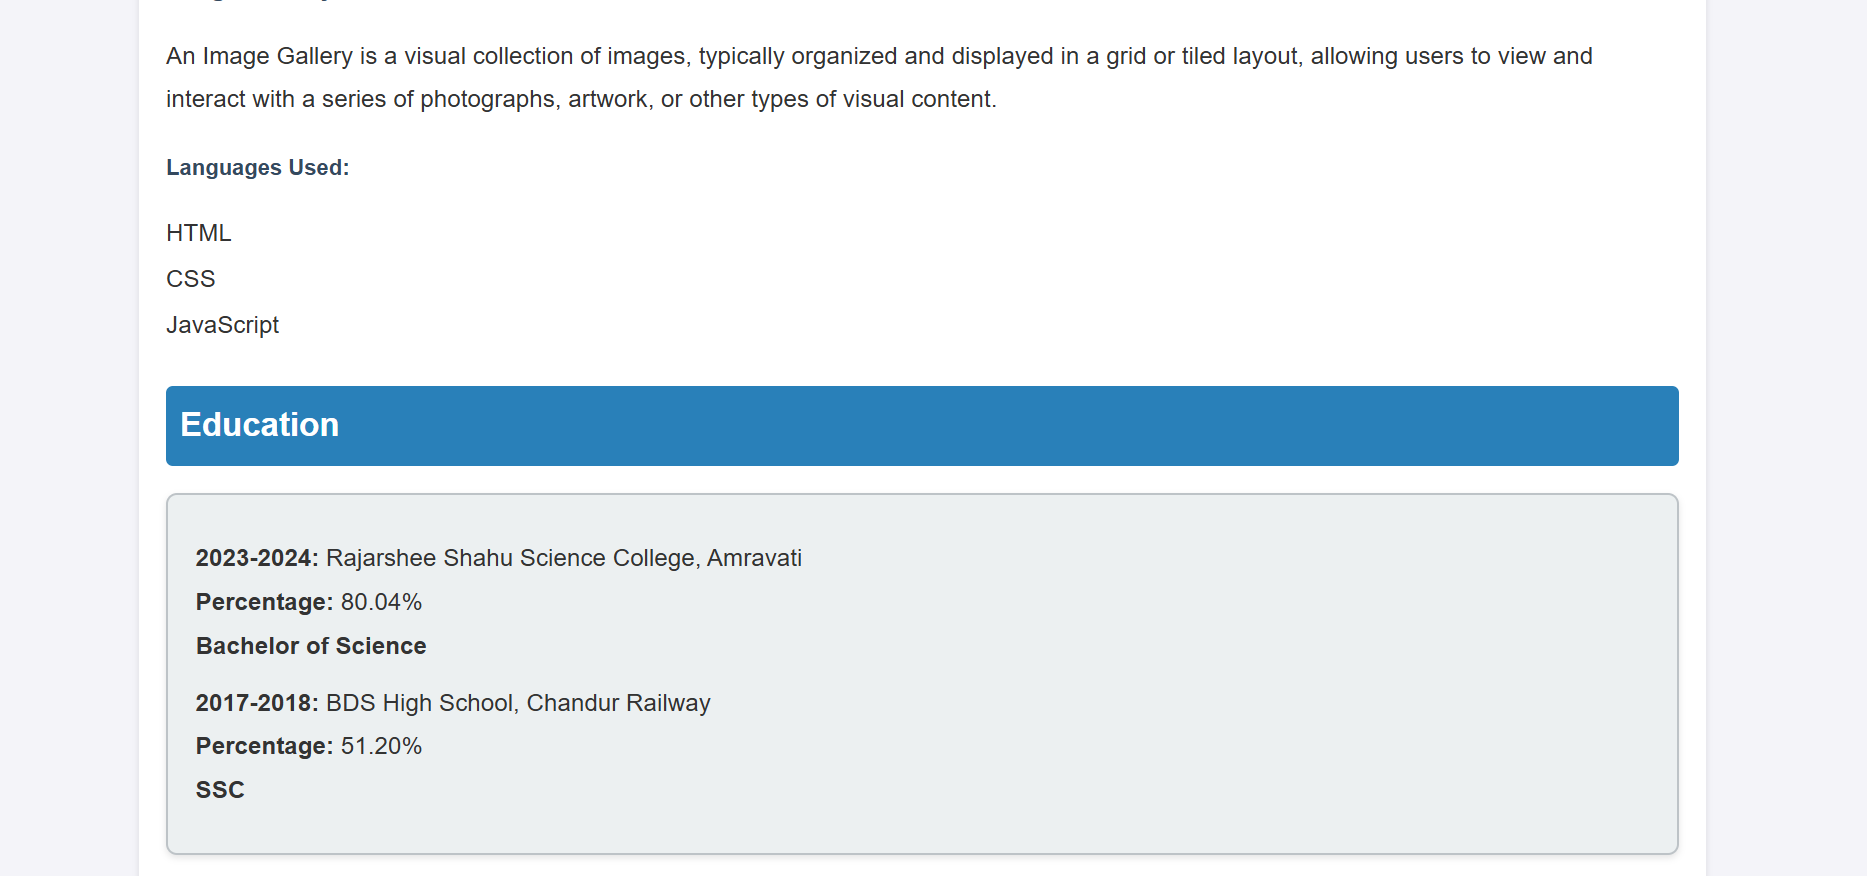 An Image Gallery is a visual collection of images, typically organized and displayed in a grid or tiled layout, allowing users to view and
interact with a series of photographs, artwork, or other types of visual content.
Languages Used:
HTML
CSS
JavaScript
Education
2023-2024: Rajarshee Shahu Science College, Amravati
Percentage: 80.04%
Bachelor of Science
2017-2018: BDS High School, Chandur Railway
Percentage: 51.20%
SSC